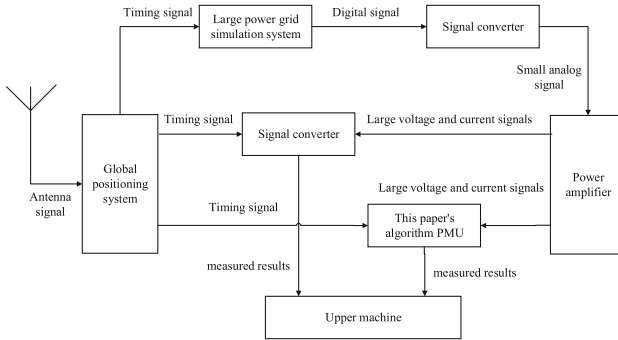 Timing signal
Large power grid
simulation system
Digital signal
Signal converter
Small analog
signal
Timing signal
Signal converter
Large voltage and current signals
Global
positioning
system
Antenna
signal
Power
amplifier
Large voltage and current signals
Timing signal
This paper's
algorithm PMU
measured results
measured results
Upper machine